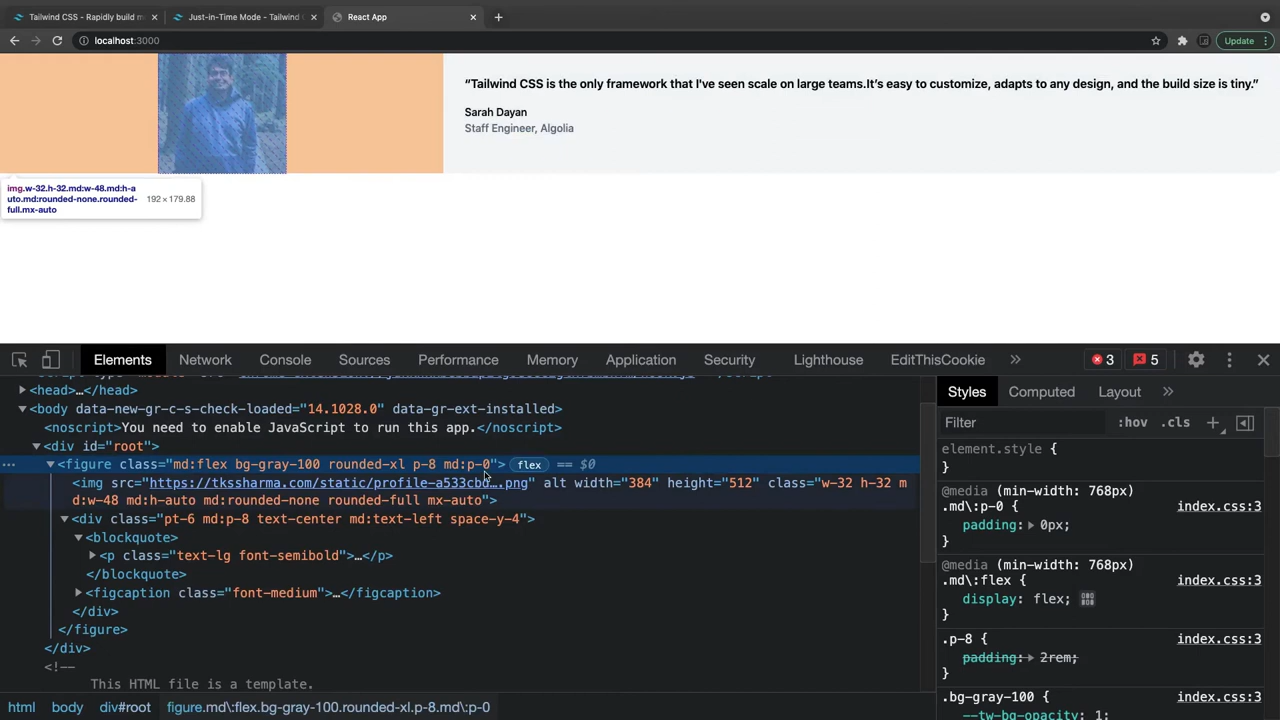 Tailwind CSS - Rapidly build m
Just-in-Time Mode - Tailwind C
React App
localhost:3000
Update
“Tailwind CSS is the only framework that I've seen scale on large teams.It’s easy to customize, adapts to any design, and the build size is tiny.”
Sarah Dayan
Staff Engineer, Algolia
img.w-32.h-32.md:w-48.md:h-a
uto.md:rounded-none.rounded-
full.mx-auto
192 × 179.88
Elements
Network
Console
Sources
Performance
Memory
Application
Security
Lighthouse
EditThisCookie
3
5
<head>…</head>
<body data-new-gr-c-s-check-loaded="14.1028.0" data-gr-ext-installed>
<noscript>You need to enable JavaScript to run this app.</noscript>
<div id="root">
<figure class="md:flex bg-gray-100 rounded-xl p-8 md:p-0"> flex == $0
<img src="https://tkssharma.com/static/profile-a533cbb….png" alt width="384" height="512" class="w-32 h-32 m
d:w-48 md:h-auto md:rounded-none rounded-full mx-auto">
<div class="pt-6 md:p-8 text-center md:text-left space-y-4">
<blockquote>
<p class="text-lg font-semibold">…</p>
</blockquote>
<figcaption class="font-medium">…</figcaption>
</div>
</figure>
</div>
<!--
This HTML file is a template.
html body div#root figure.md\:flex.bg-gray-100.rounded-xl.p-8.md\:p-0
Styles
Computed
Layout
Filter
:hov
.cls
element.style {
}
@media (min-width: 768px)
.md\:p-0 {
index.css:3
padding: 0px;
}
@media (min-width: 768px)
.md\:flex {
index.css:3
display: flex;
}
.p-8 {
index.css:3
padding: 2rem;
}
.bg-gray-100 {
index.css:3
--tw-bg-opacity: 1;